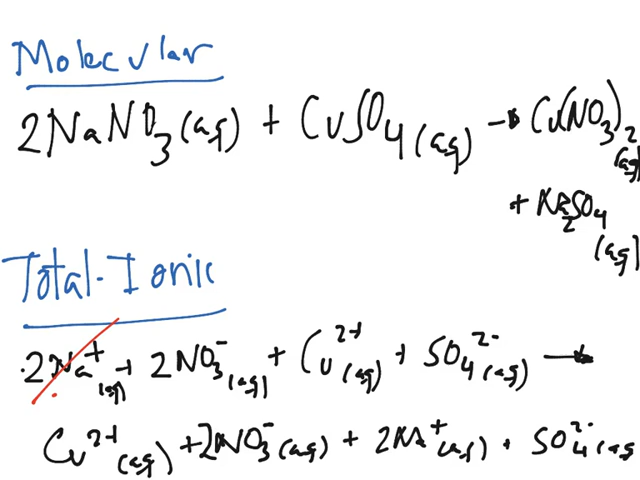 Molecular
2NaNO₃(aq) + CuSO₄(aq) → Cu(NO₃)₂(aq)
+ Na₂SO₄(aq)
Total-Ionic
2Na⁺(aq) + 2NO₃⁻(aq) + Cu²⁺(aq) + SO₄²⁻(aq) →
Cu²⁺(aq) + 2NO₃⁻(aq) + 2Na⁺(aq) + SO₄²⁻(aq